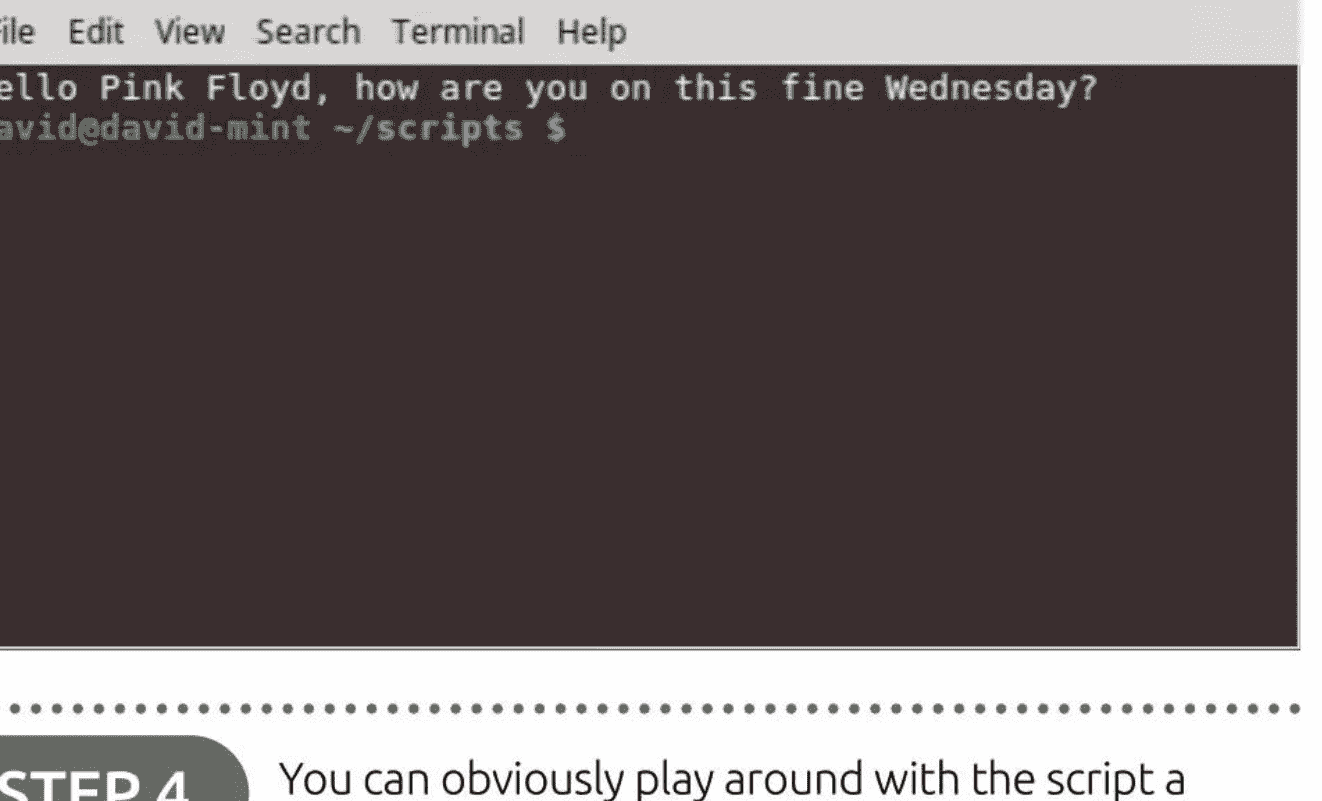 ile Edit View Search Terminal Help
ello Pink Floyd, how are you on this fine Wednesday?
avid@david-mint ~/scripts $
STEP 4
You can obviously play around with the script a